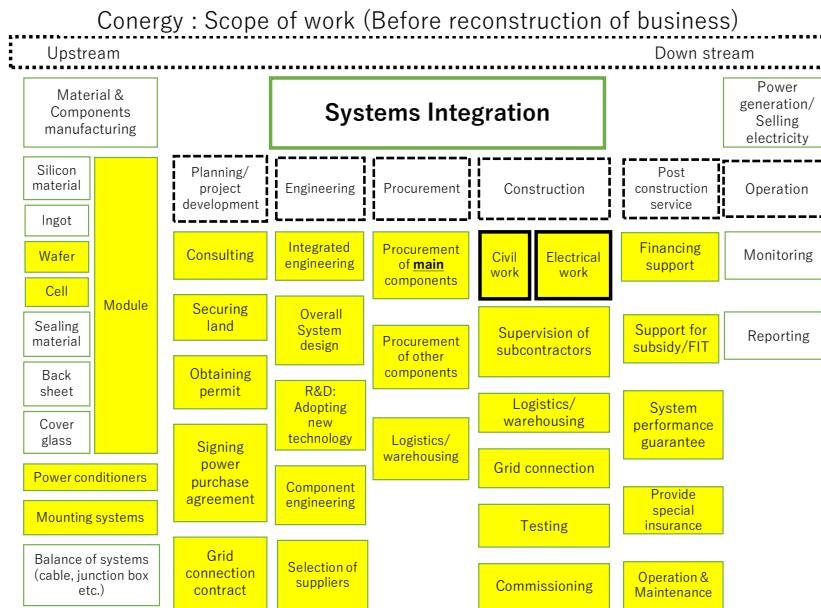 Conergy : Scope of work (Before reconstruction of business)
Upstream
Down stream
Material &
Components
manufacturing
Systems Integration
Power
generation/
Selling
electricity
Silicon
material
Ingot
Wafer
Cell
Sealing
material
Back
sheet
Cover
glass
Module
Power conditioners
Mounting systems
Balance of systems
(cable, junction box
etc.)
Planning/
project
development
Consulting
Securing
land
Obtaining
permit
Signing
power
purchase
agreement
Grid
connection
contract
Engineering
Integrated
engineering
Overall
System
design
R&D:
Adopting
new
technology
Component
engineering
Selection of
suppliers
Procurement
Procurement
of main
components
Procurement
of other
components
Logistics/
warehousing
Construction
Civil
work
Electrical
work
Supervision of
subcontractors
Logistics/
warehousing
Grid connection
Testing
Commissioning
Post
construction
service
Financing
support
Support for
subsidy/FIT
System
performance
guarantee
Provide
special
insurance
Operation &
Maintenance
Operation
Monitoring
Reporting